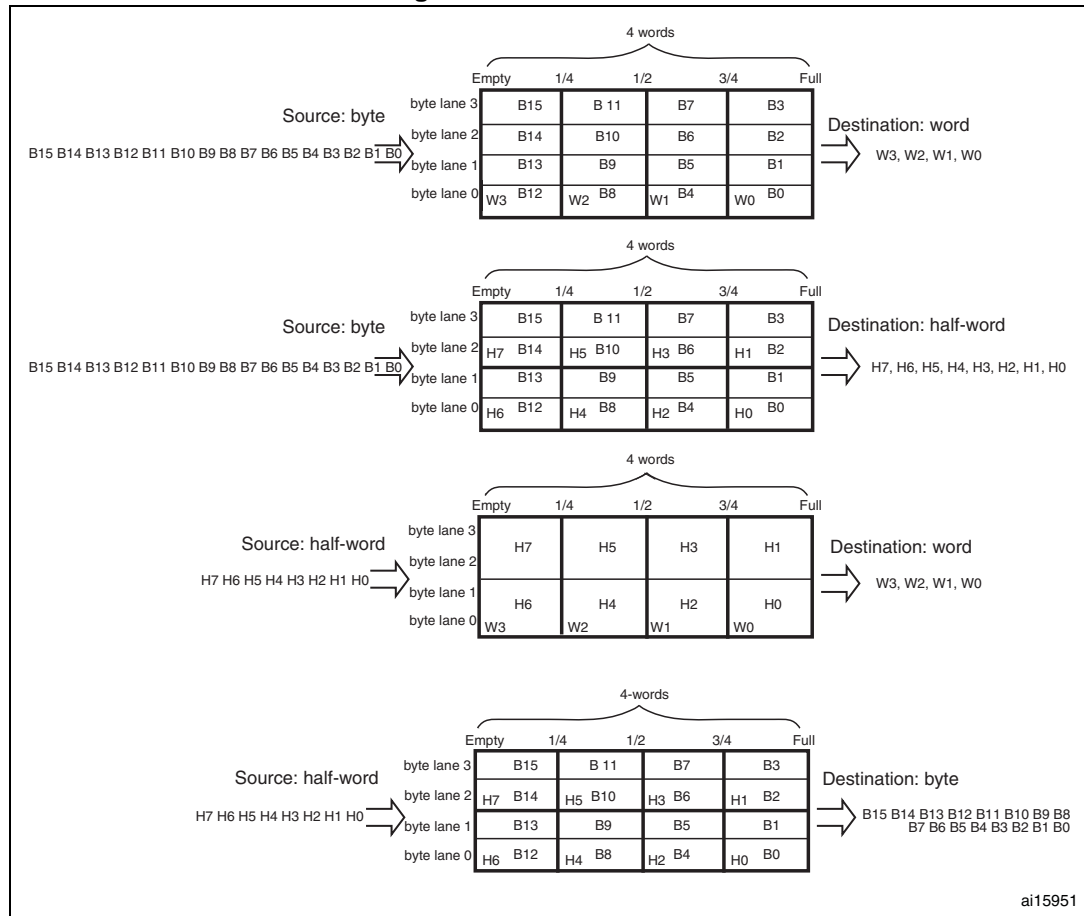 4 words
Empty 1/4 1/2 3/4 Full
Source: byte
B15 B14 B13 B12 B11 B10 B9 B8 B7 B6 B5 B4 B3 B2 B1 B0
byte lane 3 B15 B 11 B7 B3
byte lane 2 B14 B10 B6 B2
byte lane 1 B13 B9 B5 B1
byte lane 0 W3 B12 W2 B8 W1 B4 W0 B0
Destination: word
W3, W2, W1, W0
4 words
Empty 1/4 1/2 3/4 Full
Source: byte
B15 B14 B13 B12 B11 B10 B9 B8 B7 B6 B5 B4 B3 B2 B1 B0
byte lane 3 B15 B 11 B7 B3
byte lane 2 H7 B14 H5 B10 H3 B6 H1 B2
byte lane 1 B13 B9 B5 B1
byte lane 0 H6 B12 H4 B8 H2 B4 H0 B0
Destination: half-word
H7, H6, H5, H4, H3, H2, H1, H0
4 words
Empty 1/4 1/2 3/4 Full
Source: half-word
H7 H6 H5 H4 H3 H2 H1 H0
byte lane 3
H7 H5 H3 H1
byte lane 2
byte lane 1
H6 H4 H2 H0
byte lane 0 W3 W2 W1 W0
Destination: word
W3, W2, W1, W0
4-words
Empty 1/4 1/2 3/4 Full
Source: half-word
H7 H6 H5 H4 H3 H2 H1 H0
byte lane 3 B15 B 11 B7 B3
byte lane 2 H7 B14 H5 B10 H3 B6 H1 B2
byte lane 1 B13 B9 B5 B1
byte lane 0 H6 B12 H4 B8 H2 B4 H0 B0
Destination: byte
B15 B14 B13 B12 B11 B10 B9 B8
B7 B6 B5 B4 B3 B2 B1 B0
ai15951